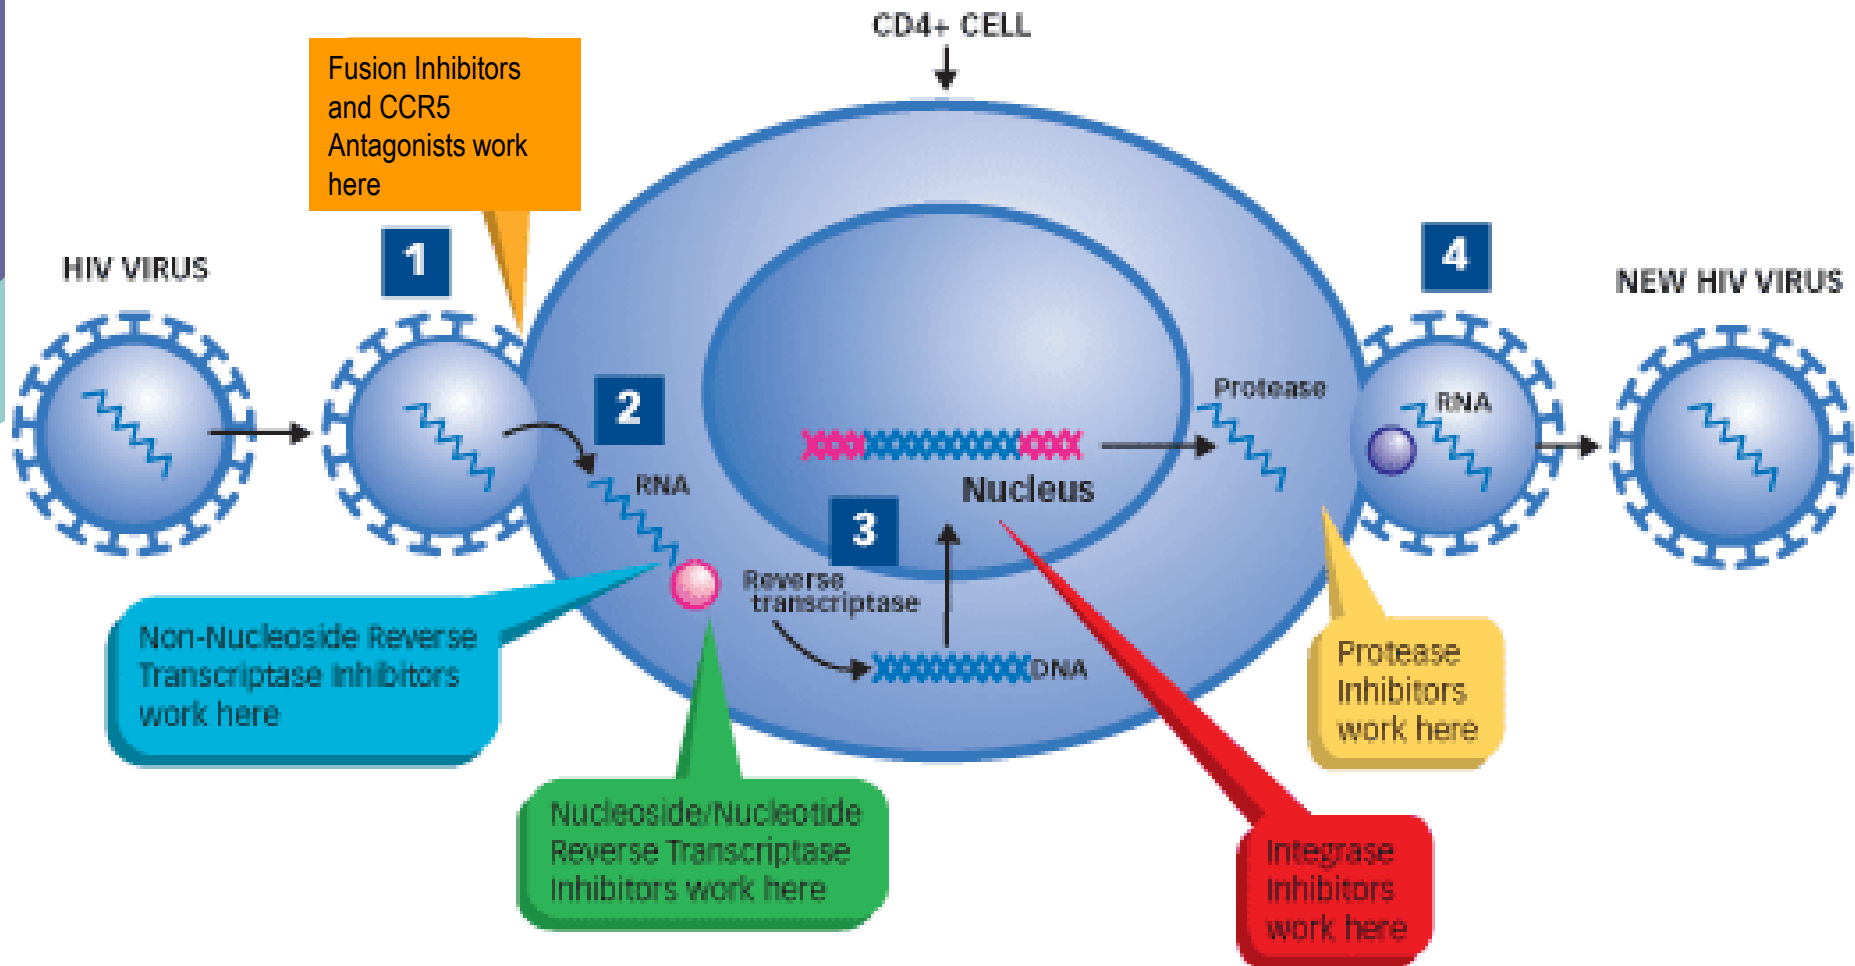 CD4+ CELL
Fusion Inhibitors
and CCR5
Antagonists work
here
1
HIV VIRUS
4
NEW HIV VIRUS
2
Protease
RNA
RNA
Nucleus
3
Reverse
transcriptase
DNA
Non-Nucleoside Reverse
Transcriptase Inhibitors
work here
Protease
Inhibitors
work here
Nucleoside/Nucleotide
Reverse Transcriptase
Inhibitors work here
Integrase
Inhibitors
work here